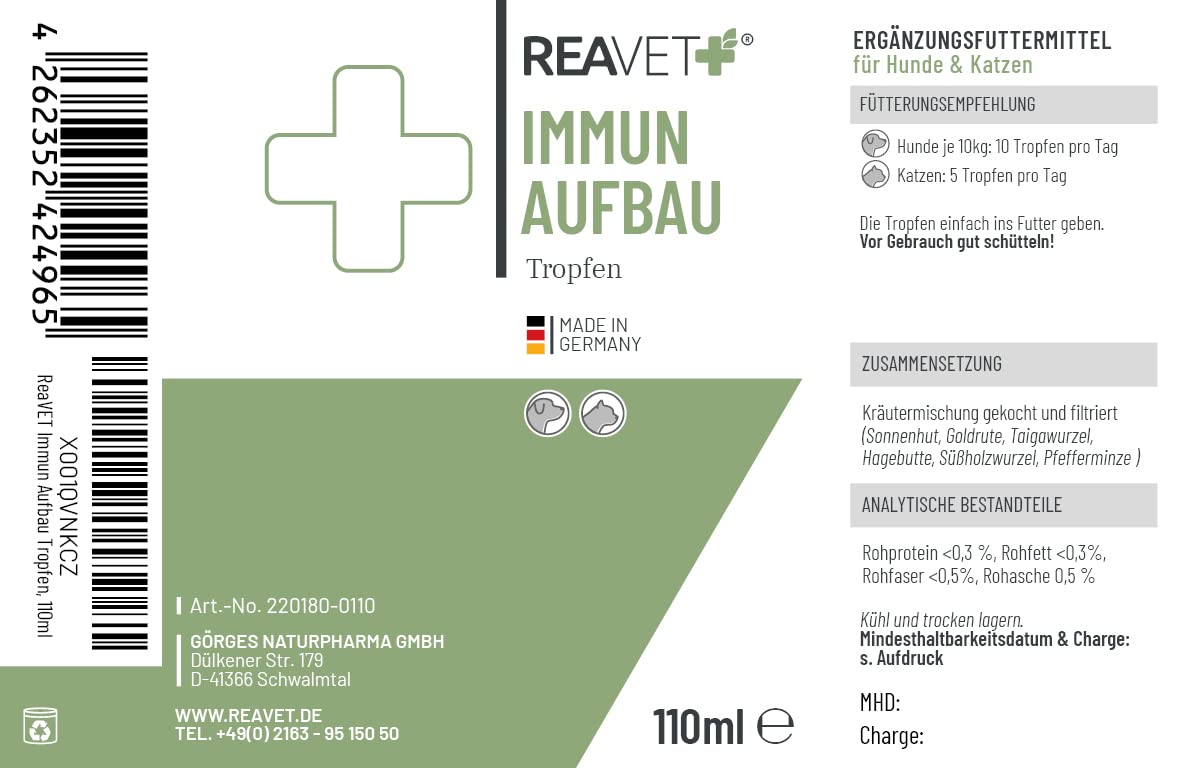 4 262352 424965
X001QVNKCZ
ReaVET Immun Aufbau Tropfen, 110ml
REAVET®
IMMUN
AUFBAU
Tropfen
MADE IN
GERMANY
Art.-No. 220180-0110
GÖRGES NATURPHARMA GMBH
Dülkener Str. 179
D-41366 Schwalmtal
WWW.REAVET.DE
TEL. +49(0) 2163 - 95 150 50
110ml ℮
ERGÄNZUNGSFUTTERMITTEL
für Hunde & Katzen
FÜTTERUNGSEMPFEHLUNG
Hunde je 10kg: 10 Tropfen pro Tag
Katzen: 5 Tropfen pro Tag
Die Tropfen einfach ins Futter geben.
Vor Gebrauch gut schütteln!
ZUSAMMENSETZUNG
Kräutermischung gekocht und filtriert
(Sonnenhut, Goldrute, Taigawurzel,
Hagebutte, Süßholzwurzel, Pfefferminze )
ANALYTISCHE BESTANDTEILE
Rohprotein <0,3 %, Rohfett <0,3%,
Rohfaser <0,5%, Rohasche 0,5 %
Kühl und trocken lagern.
Mindesthaltbarkeitsdatum & Charge:
s. Aufdruck
MHD:
Charge: